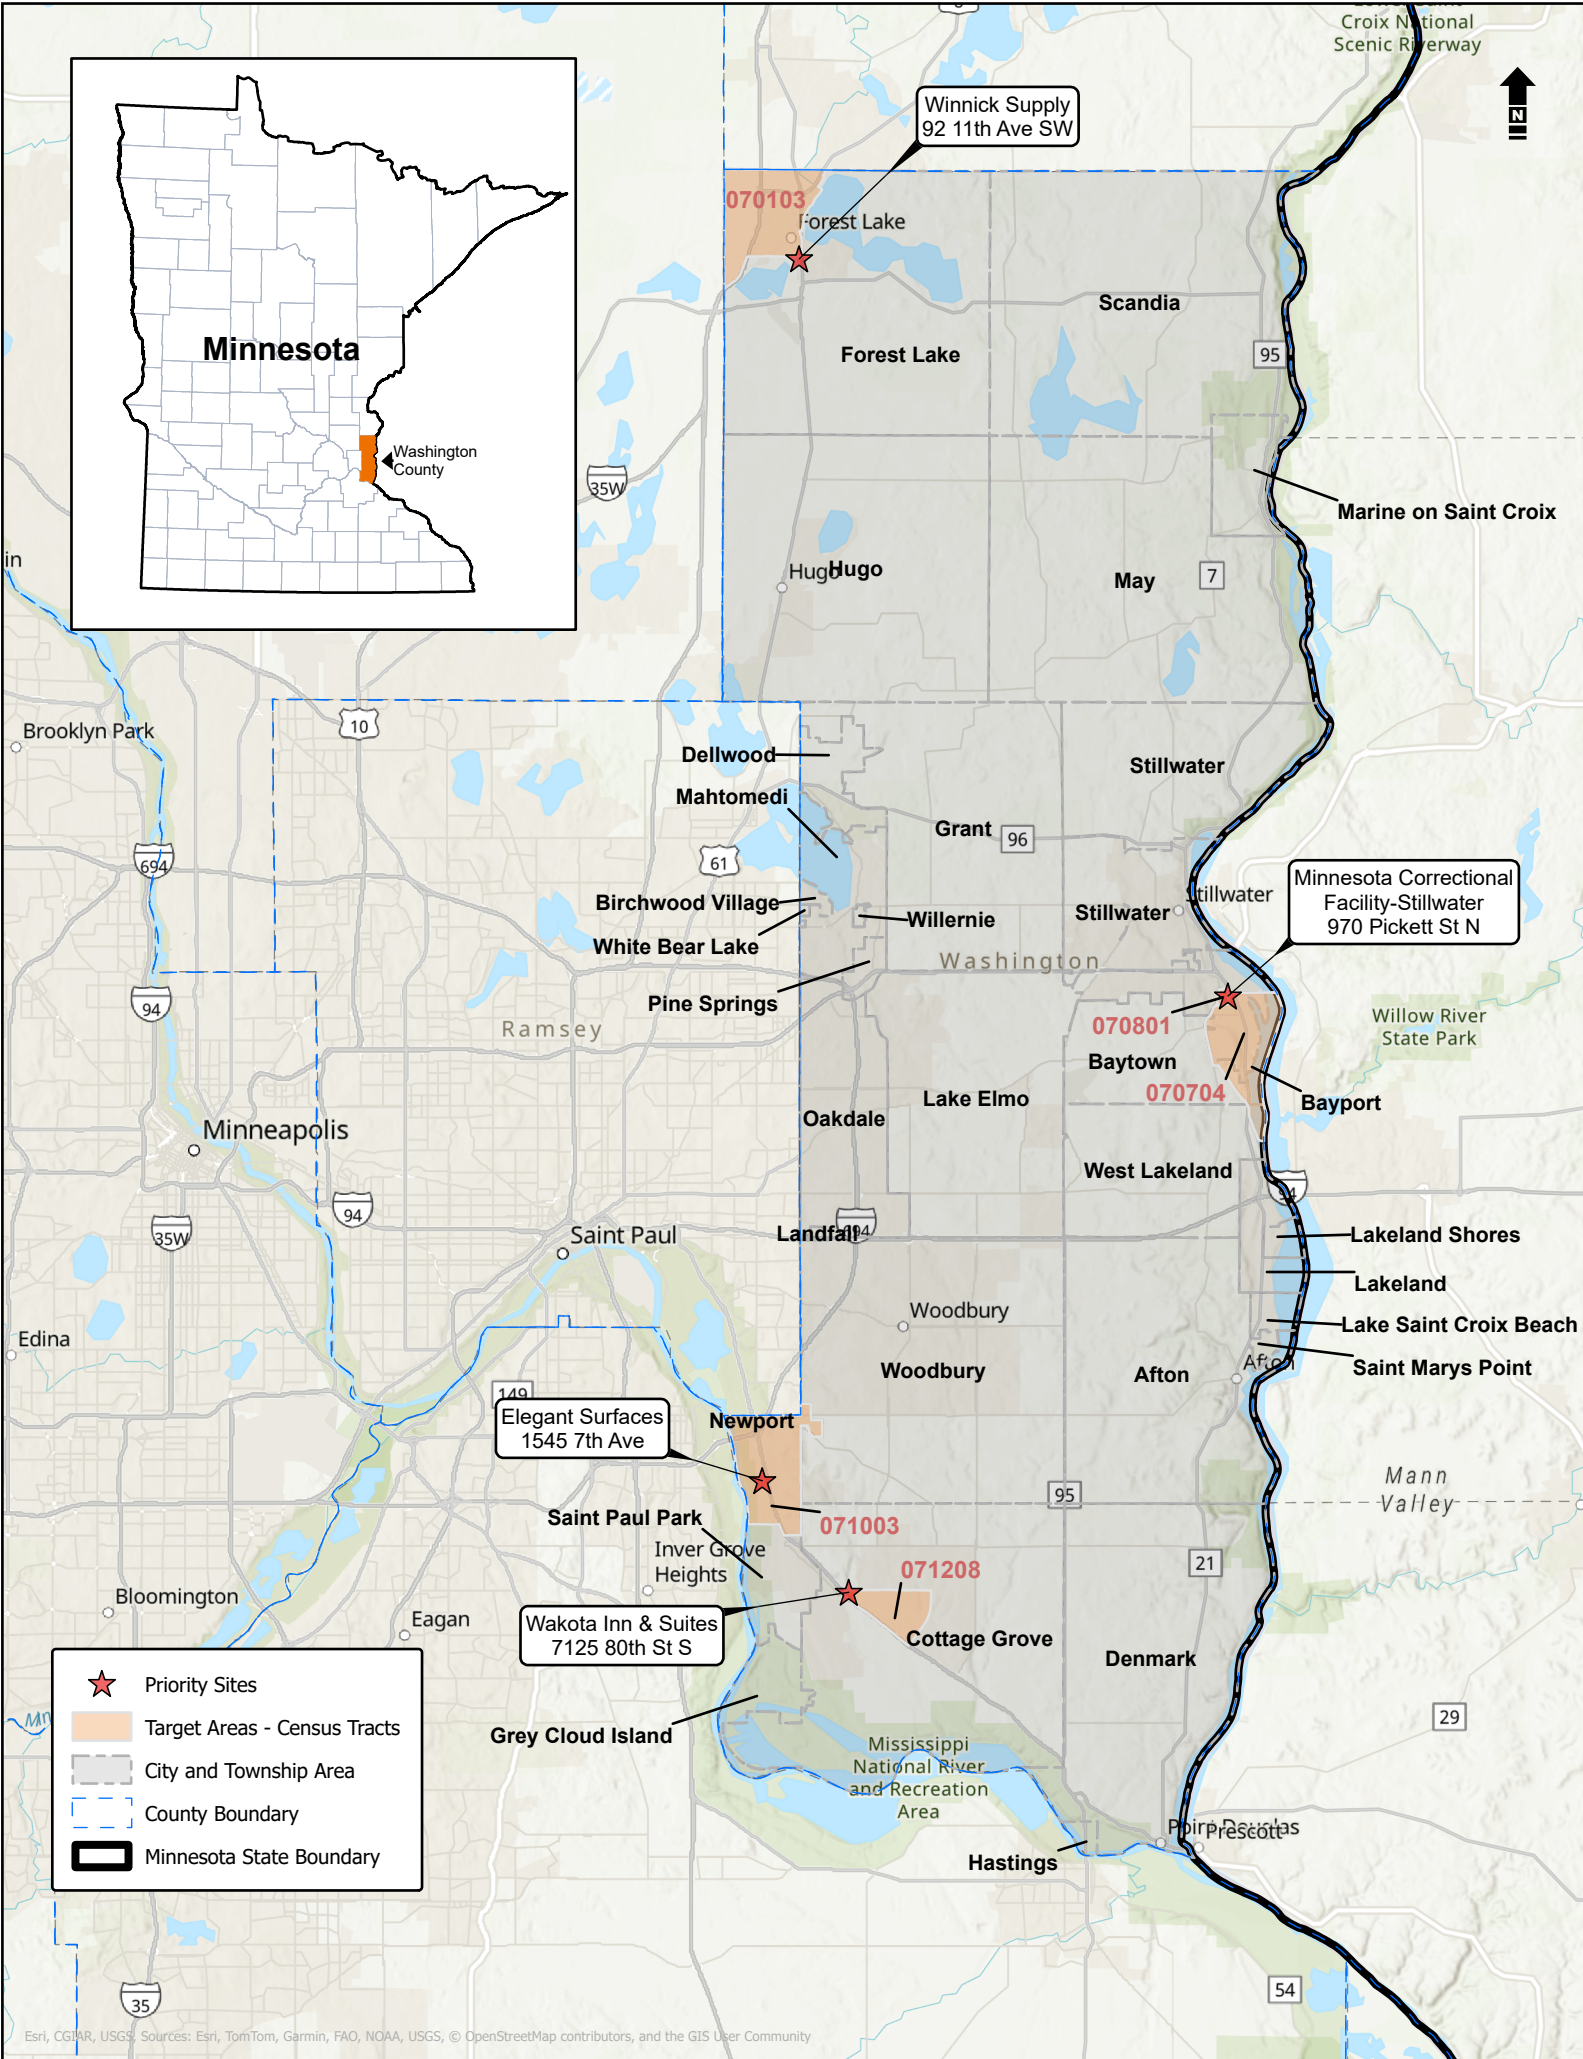 Croix National
Scenic Riverway
N
Winnick Supply
92 11th Ave SW
Minnesota
Washington
County
070103
Forest Lake
Scandia
Forest Lake
95
35W
Marine on Saint Croix
in
Hugo
Hugo
May
7
10
Brooklyn Park
Dellwood
Stillwater
Mahtomedi
Grant
96
61
694
Minnesota Correctional
Facility-Stillwater
970 Pickett St N
Stillwater
Birchwood Village
Willernie
Stillwater
White Bear Lake
Washington
Pine Springs
94
Ramsey
070801
Willow River
State Park
Baytown
070704
Lake Elmo
Bayport
Oakdale
Minneapolis
West Lakeland
94
94
35W
Saint Paul
Landfall
694
Lakeland Shores
Lakeland
Woodbury
Lake Saint Croix Beach
Edina
Afton
Saint Marys Point
Woodbury
Afton
149
Elegant Surfaces
1545 7th Ave
Newport
Mann
Valley
95
Saint Paul Park
071003
Inver Grove
Heights
071208
21
Bloomington
Eagan
Wakota Inn & Suites
7125 80th St S
Cottage Grove
Denmark
Priority Sites
Target Areas - Census Tracts
City and Township Area
County Boundary
Minnesota State Boundary
Grey Cloud Island
29
Mississippi
National River
and Recreation
Area
Point Douglas
Prescott
Hastings
54
35
Esri, CGIAR, USGS, Sources: Esri, TomTom, Garmin, FAO, NOAA, USGS, © OpenStreetMap contributors, and the GIS User Community